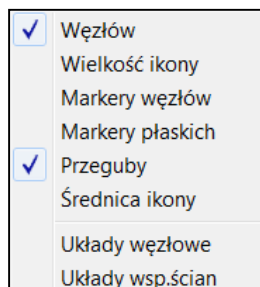 Węzłów
Wielkość ikony
Markery węzłów
Markery płaskich
Przeguby
Średnica ikony
Układy węzłowe
Układy wsp.ścian